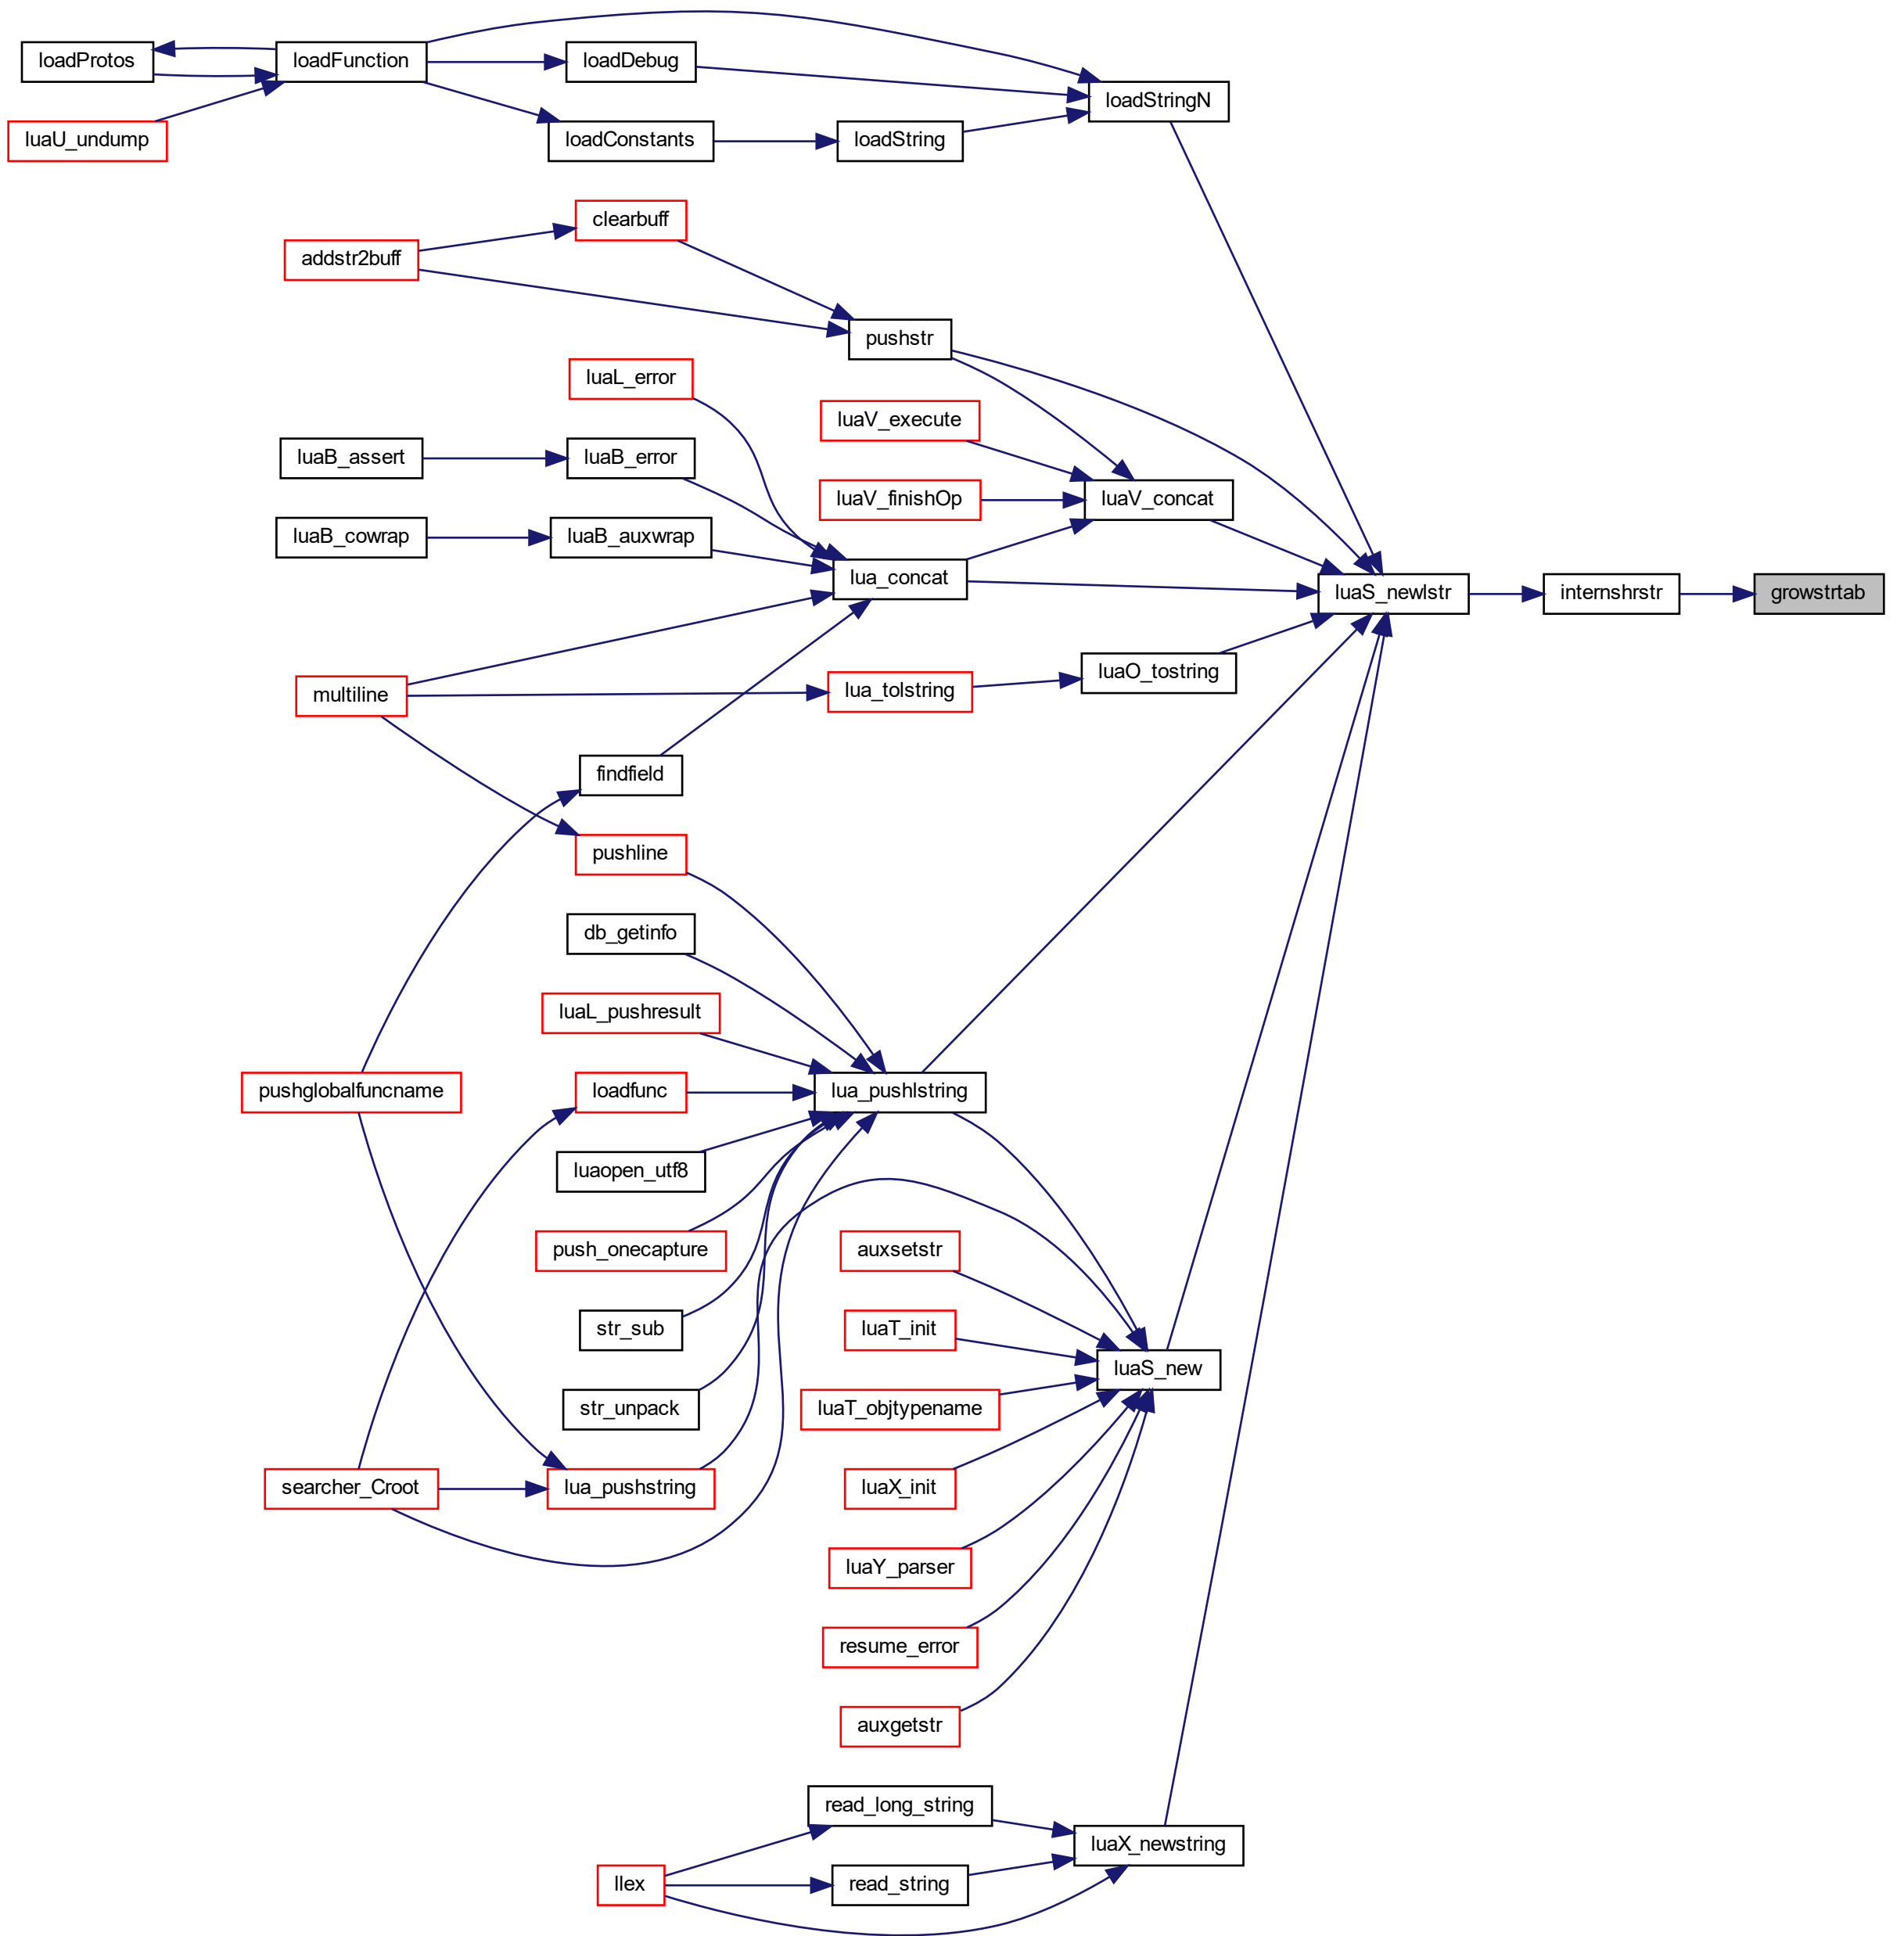 loadProtos
loadFunction
loadDebug
loadStringN
luaU_undump
loadConstants
loadString
clearbuff
addstr2buff
pushstr
luaL_error
luaV_execute
luaB_assert
luaB_error
luaV_finishOp
luaV_concat
luaB_cowrap
luaB_auxwrap
lua_concat
luaS_newlstr
internshrstr
growstrtab
luaO_tostring
multiline
lua_tolstring
findfield
pushline
db_getinfo
luaL_pushresult
pushglobalfuncname
loadfunc
lua_pushlstring
luaopen_utf8
push_onecapture
auxsetstr
str_sub
luaT_init
luaS_new
str_unpack
luaT_objtypename
searcher_Croot
lua_pushstring
luaX_init
luaY_parser
resume_error
auxgetstr
read_long_string
luaX_newstring
llex
read_string